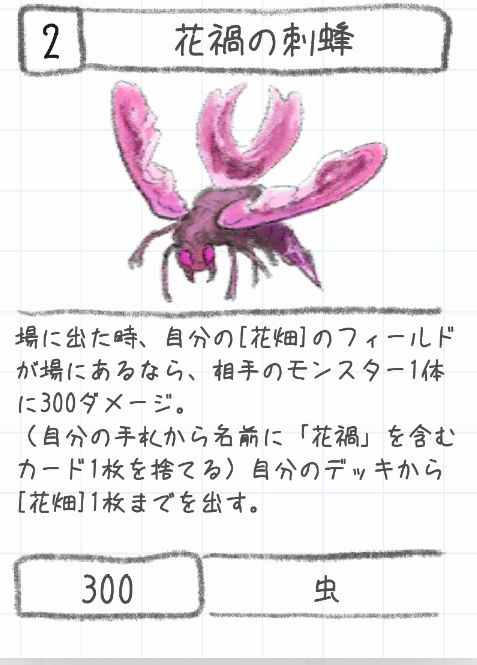 2
花禍の刺蜂
場に出た時、自分の[花畑]のフィールド
が場にあるなら、相手のモンスター1体
に300ダメージ。
（自分の手札から名前に「花禍」を含む
カード1枚を捨てる）自分のデッキから
[花畑]1枚までを出す。
300
虫